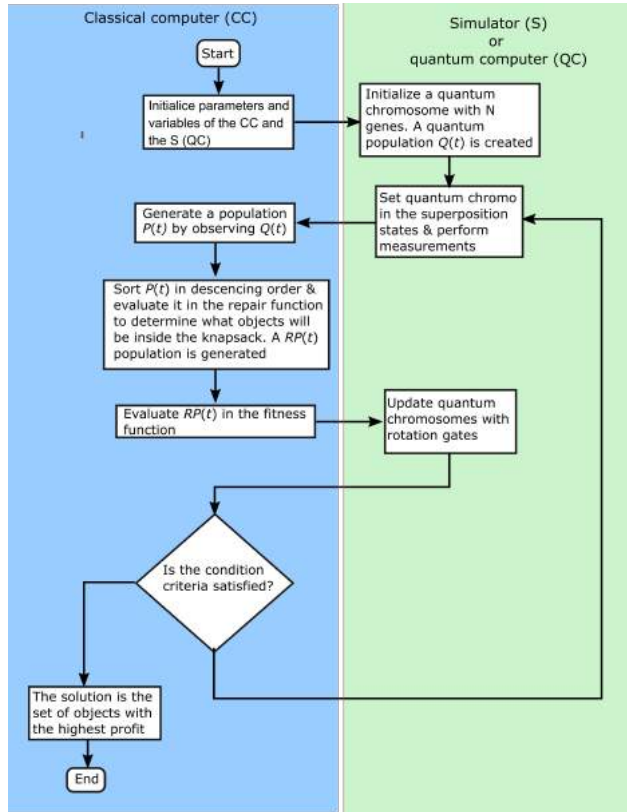 Classical computer (CC)
Simulator (S)
or
quantum computer (QC)
Start
Initialice parameters and
variables of the CC and
the S (QC)
Initialize a quantum
chromosome with N
genes. A quantum
population Q(t) is created
Set quantum chromo
in the superposition
states & perform
measurements
Generate a population
P(t) by observing Q(t)
Sort P(t) in descencing order &
evaluate it in the repair function
to determine what objects will
be inside the knapsack. A RP(t)
population is generated
Evaluate RP(t) in the fitness
function
Update quantum
chromosomes with
rotation gates
Is the condition
criteria satisfied?
The solution is the
set of objects with
the highest profit
End